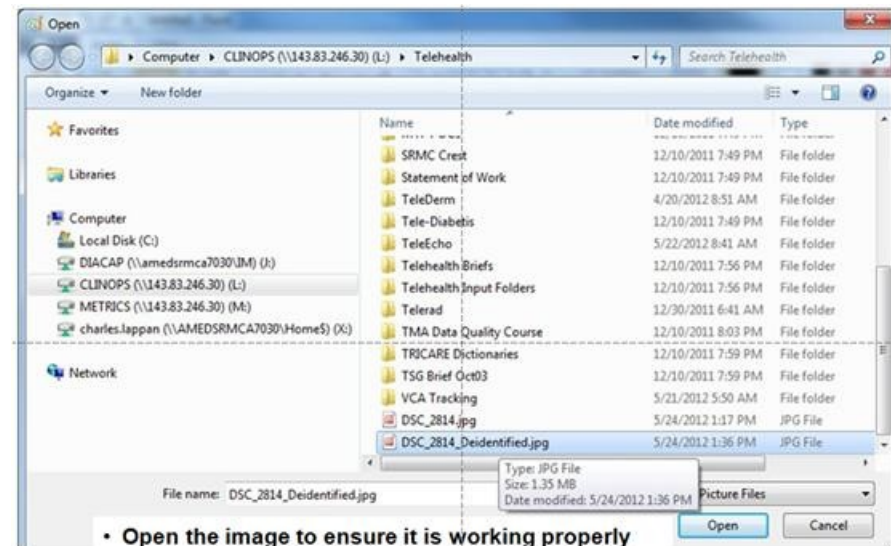 Open
Computer ▸ CLINOPS (\\143.83.246.30) (L:) ▸ Telehealth
Search Telehealth
Organize
New folder
Name
Date modified
Type
Favorites
Libraries
Computer
Local Disk (C:)
DIACAP (\\amedsrmca7030\IM) (J:)
CLINOPS (\\143.83.246.30) (L:)
METRICS (\\143.83.246.30) (M:)
charles.lappan (\\AMEDSRMCA7030\Home$) (X:)
Network
SRMC Crest 12/10/2011 7:49 PM File folder
Statement of Work 12/10/2011 7:49 PM File folder
TeleDerm 4/20/2012 8:51 AM File folder
Tele-Diabetis 12/10/2011 7:49 PM File folder
TeleEcho 5/22/2012 8:41 AM File folder
Telehealth Briefs 12/10/2011 7:56 PM File folder
Telehealth Input Folders 12/10/2011 7:56 PM File folder
Telerad 12/30/2011 6:41 AM File folder
TMA Data Quality Course 12/10/2011 8:03 PM File folder
TRICARE Dictionaries 12/10/2011 7:59 PM File folder
TSG Brief Oct03 12/10/2011 7:59 PM File folder
VCA Tracking 5/21/2012 5:50 AM File folder
DSC_2814.jpg 5/24/2012 1:17 PM JPG File
DSC_2814_Deidentified.jpg 5/24/2012 1:36 PM JPG File
Type: JPG File
Size: 1.35 MB
Date modified: 5/24/2012 1:36 PM
File name: DSC_2814_Deidentified.jpg
Picture Files
Open
Cancel
• Open the image to ensure it is working properly